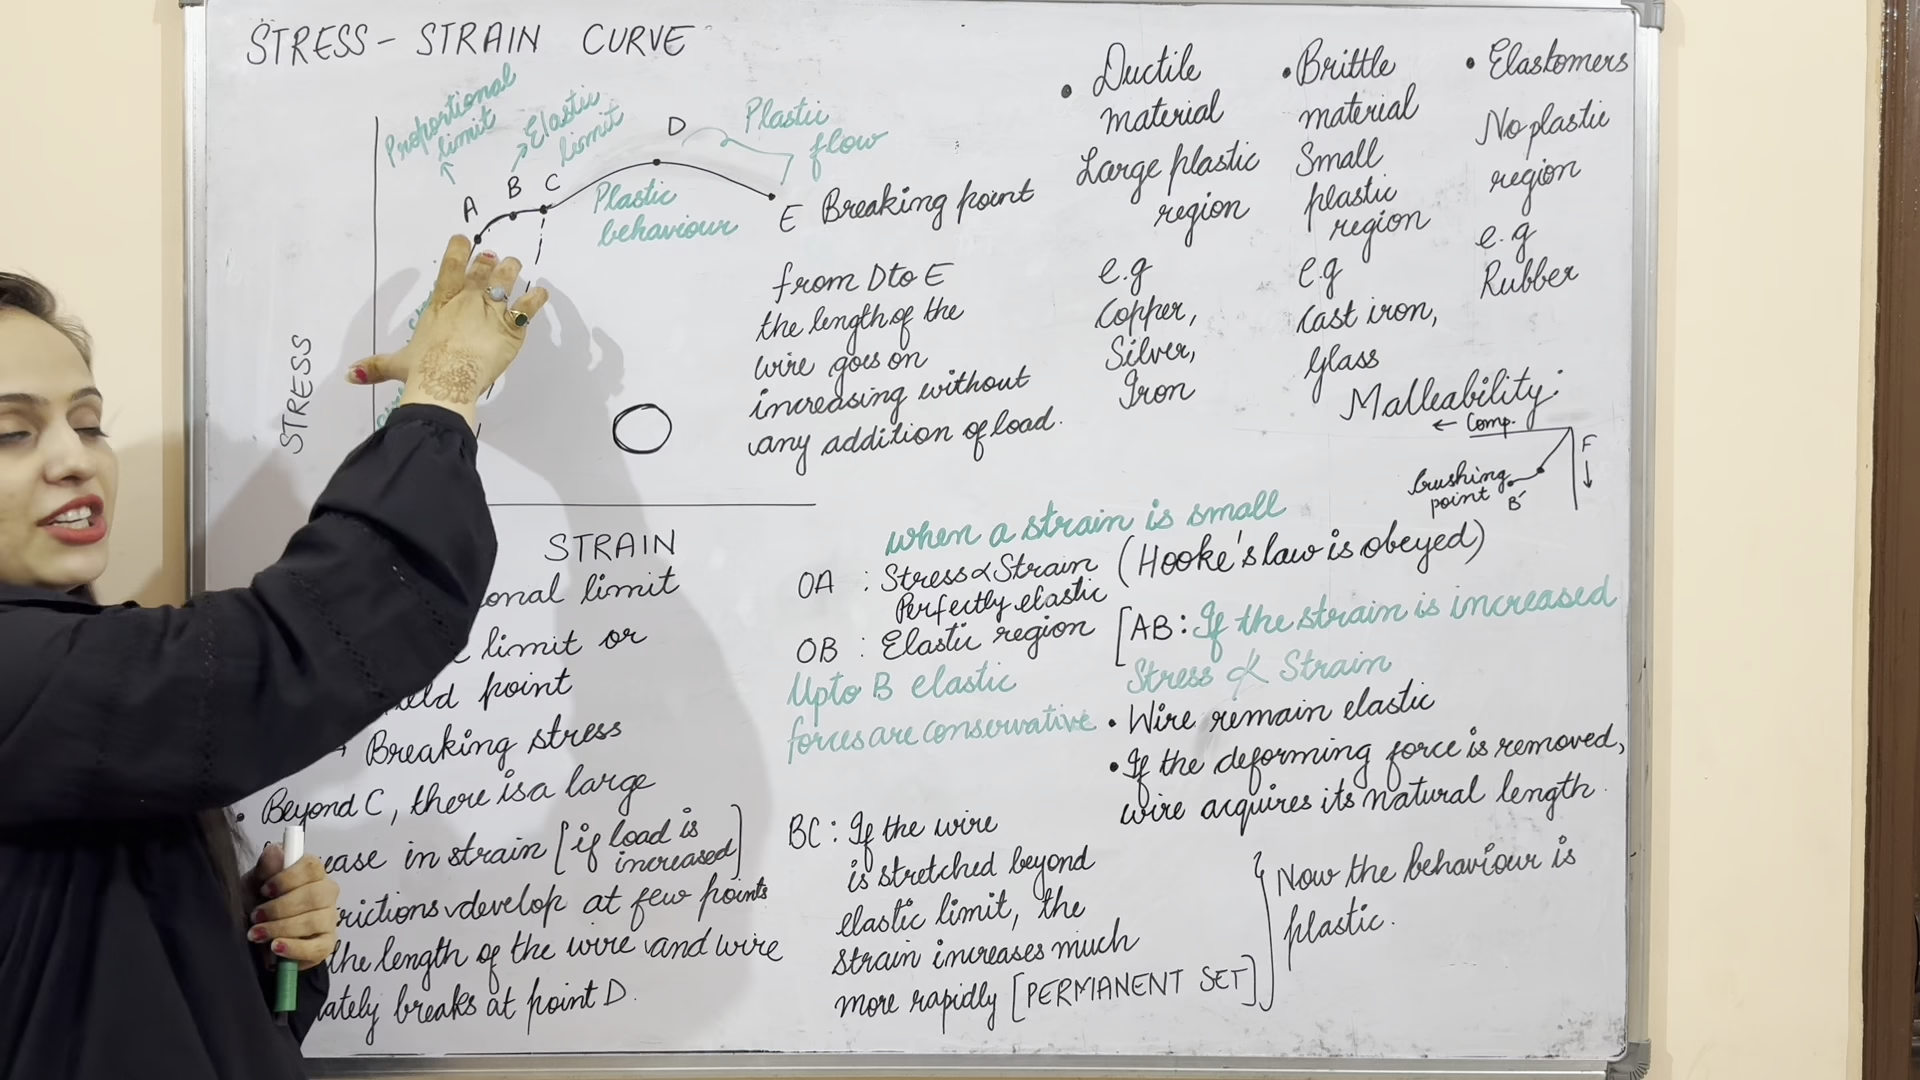 STRESS - STRAIN CURVE
Proportional
limit
Elastic
limit
A
B
C
D
Plastic
flow
Plastic
behaviour
E Breaking point
STRESS
STRAIN
from D to E
the length of the
wire goes on
increasing without
any addition of load.
• Ductile
material
Large plastic
region
e.g
Copper,
Silver,
Iron
• Brittle
material
Small
plastic
region
e.g
Cast iron,
Glass
• Elastomers
No plastic
region
e.g
Rubber
Malleability:
← Comp.
F
Crushing
point B'
onal limit
limit or
eld point
→ Breaking stress
• Beyond C, there is a large
ease in strain [if load is
increased]
rictions develop at few points
the length of the wire and wire
ately breaks at point D.
when a strain is small
OA : Stress ∝ Strain (Hooke's law is obeyed)
Perfectly elastic
OB : Elastic region
Upto B elastic
forces are conservative
[AB: If the strain is increased
Stress ∝̸ Strain
• Wire remain elastic
• If the deforming force is removed,
wire acquires its natural length.
BC: If the wire
is stretched beyond
elastic limit, the
strain increases much
more rapidly [PERMANENT SET]
Now the behaviour is
plastic.